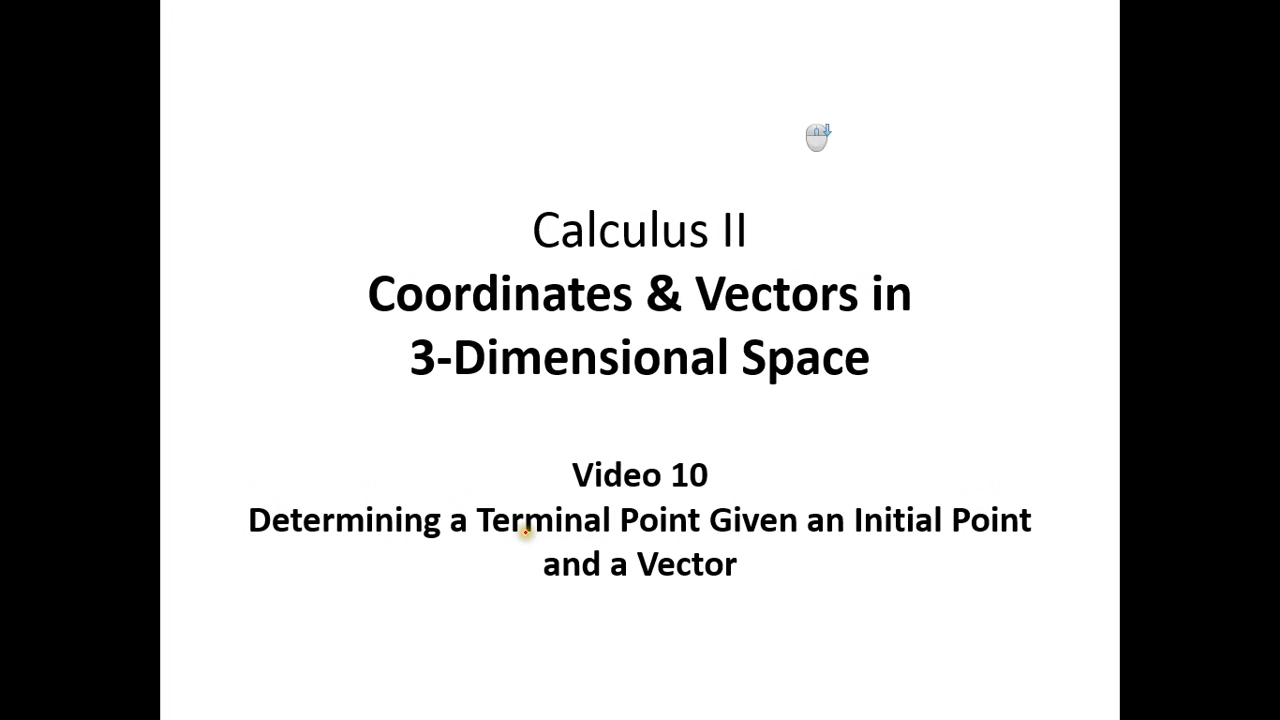 Calculus II
Coordinates & Vectors in
3-Dimensional Space
Video 10
Determining a Terminal Point Given an Initial Point
and a Vector